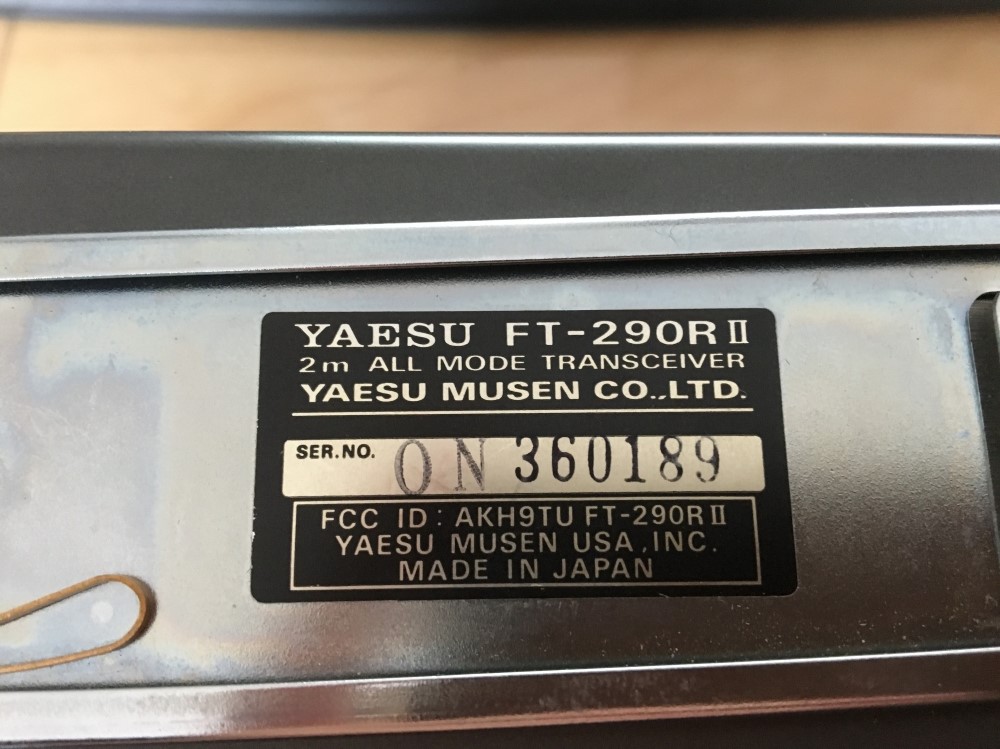 YAESU FT-290RⅡ
2m ALL MODE TRANSCEIVER
YAESU MUSEN CO.,LTD.
SER.NO. 0N 360189
FCC ID: AKH9TU FT-290RⅡ
YAESU MUSEN USA, INC.
MADE IN JAPAN